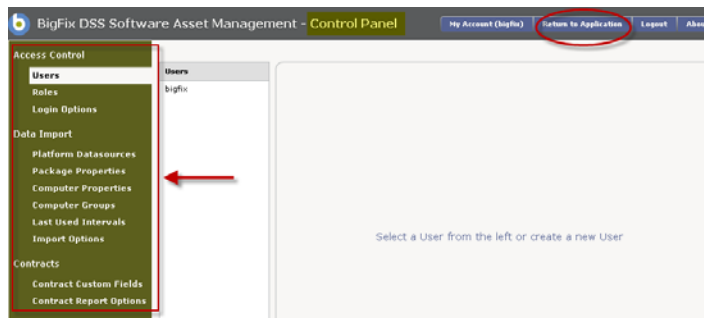 BigFix DSS Software Asset Management - Control Panel
My Account (bigfix)
Return to Application
Logout
Abou
Access Control
Users
Roles
Login Options
Data Import
Platform Datasources
Package Properties
Computer Properties
Computer Groups
Last Used Intervals
Import Options
Contracts
Contract Custom Fields
Contract Report Options
Users
bigfix
Select a User from the left or create a new User